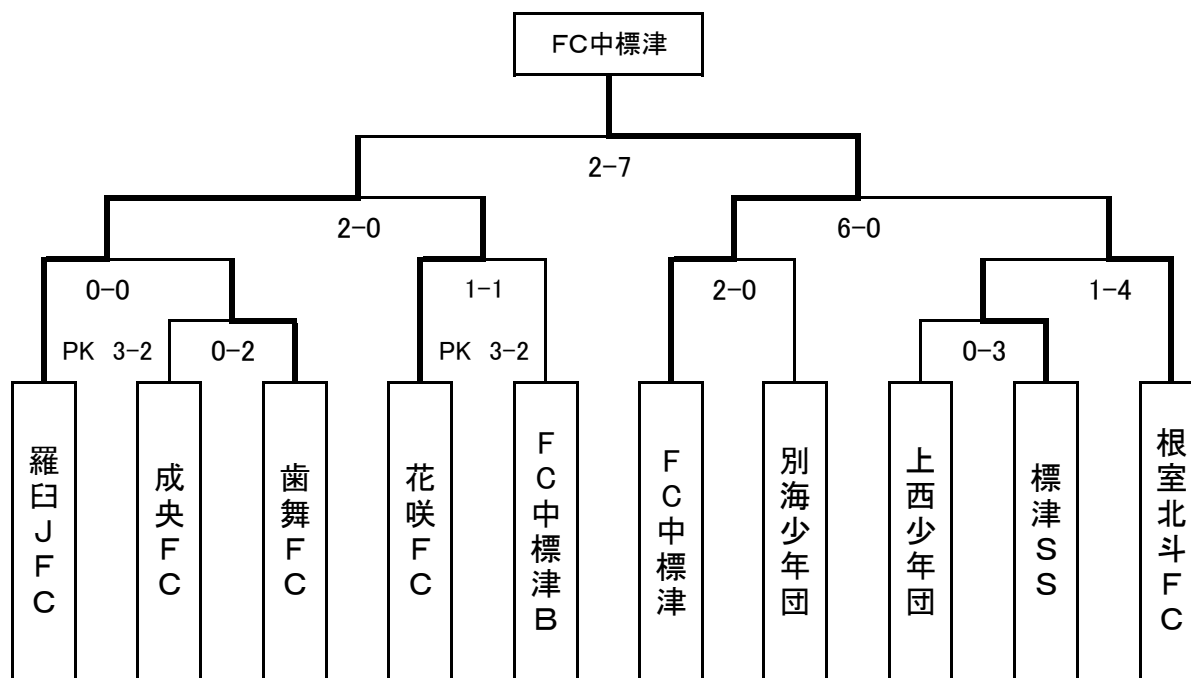 FC中標津
2-7
2-0
6-0
0-0
1-1
2-0
1-4
PK 3-2
0-2
PK 3-2
0-3
羅臼JFC
成央FC
歯舞FC
花咲FC
FC中標津B
FC中標津
別海少年団
上西少年団
標津SS
根室北斗FC